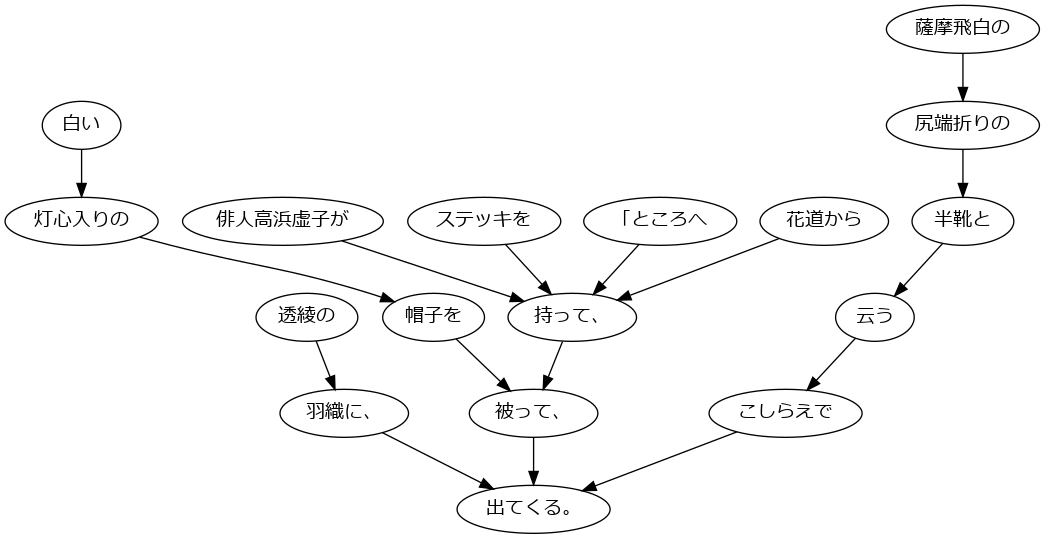 薩摩飛白の
白い
尻端折りの
灯心入りの
俳人高浜虚子が
ステッキを
「ところへ
花道から
半靴と
透綾の
帽子を
持って、
云う
羽織に、
被って、
こしらえで
出てくる。